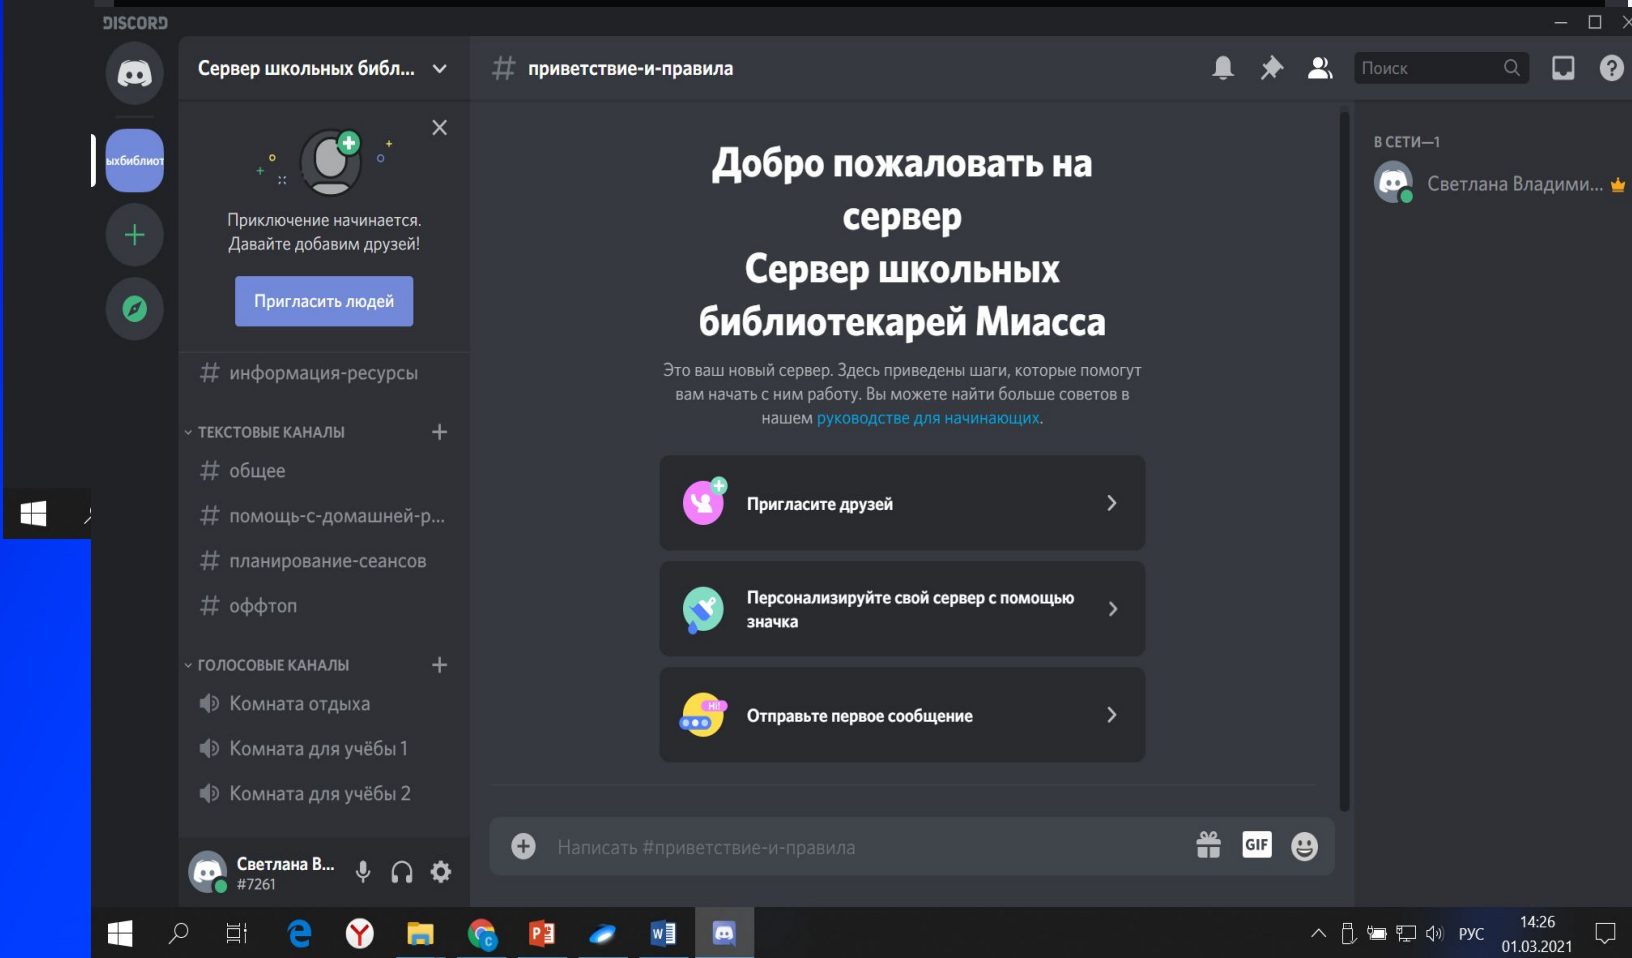 DISCORD
Сервер школьных библ...
приветствие-и-правила
Поиск
ыхбиблиот
Приключение начинается.
Давайте добавим друзей!
Пригласить людей
информация-ресурсы
ТЕКСТОВЫЕ КАНАЛЫ
общее
помощь-с-домашней-р...
планирование-сеансов
оффтоп
ГОЛОСОВЫЕ КАНАЛЫ
Комната отдыха
Комната для учёбы 1
Комната для учёбы 2
Светлана В...
#7261
Добро пожаловать на
сервер
Сервер школьных
библиотекарей Миасса
Это ваш новый сервер. Здесь приведены шаги, которые помогут
вам начать с ним работу. Вы можете найти больше советов в
нашем руководстве для начинающих.
Пригласите друзей
Персонализируйте свой сервер с помощью
значка
Hi!
Отправьте первое сообщение
Написать #приветствие-и-правила
GIF
В СЕТИ—1
Светлана Владими...
РУС
14:26
01.03.2021